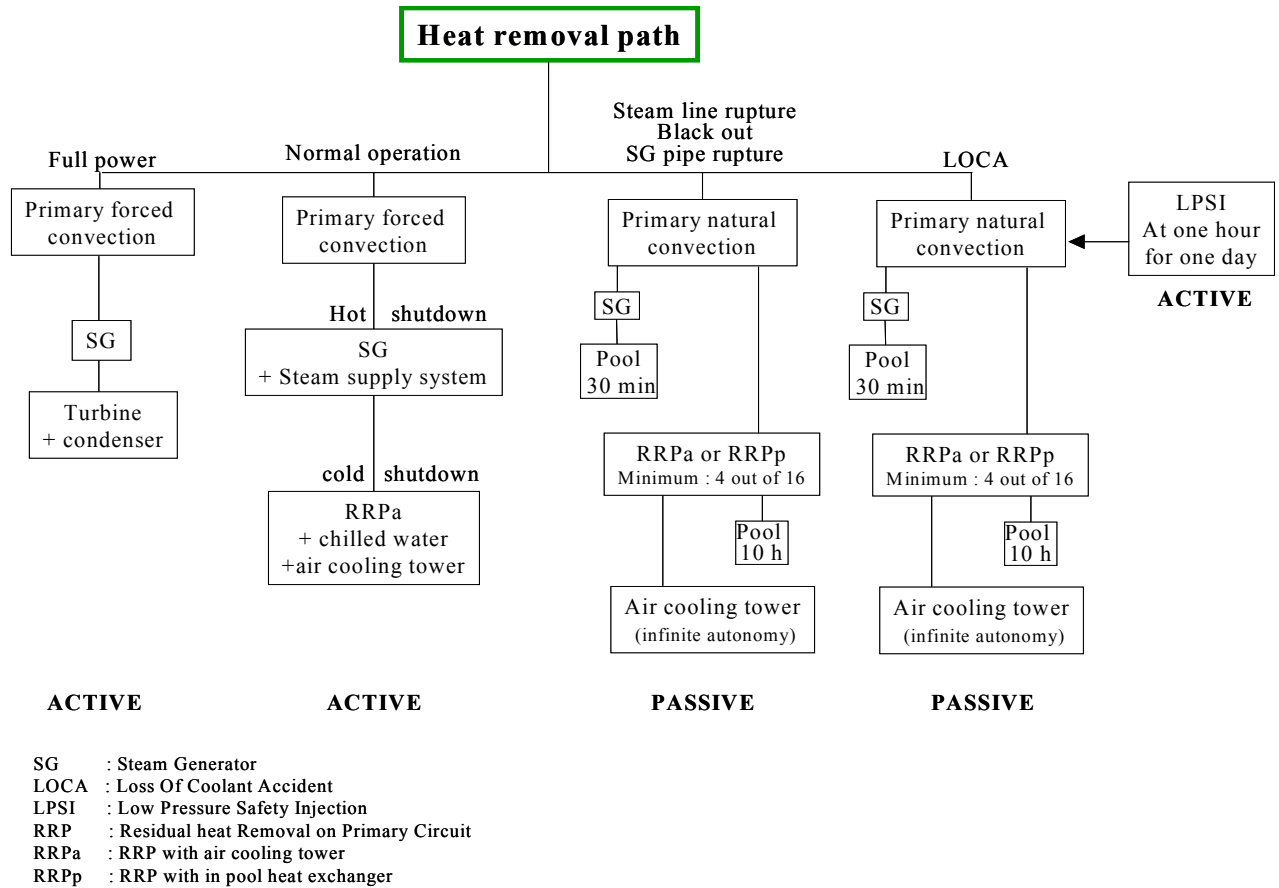 Heat removal path
Steam line rupture
Black out
SG pipe rupture
Full power
Normal operation
LOCA
Primary forced
convection
Primary forced
convection
Primary natural
convection
Primary natural
convection
LPSI
At one hour
for one day
ACTIVE
SG
Turbine
+ condenser
Hot shutdown
SG
+ Steam supply system
cold shutdown
RRPa
+ chilled water
+air cooling tower
SG
Pool
30 min
RRPa or RRPp
Minimum : 4 out of 16
Pool
10 h
Air cooling tower
(infinite autonomy)
SG
Pool
30 min
RRPa or RRPp
Minimum : 4 out of 16
Pool
10 h
Air cooling tower
(infinite autonomy)
ACTIVE
ACTIVE
PASSIVE
PASSIVE
SG : Steam Generator
LOCA : Loss Of Coolant Accident
LPSI : Low Pressure Safety Injection
RRP : Residual heat Removal on Primary Circuit
RRPa : RRP with air cooling tower
RRPp : RRP with in pool heat exchanger